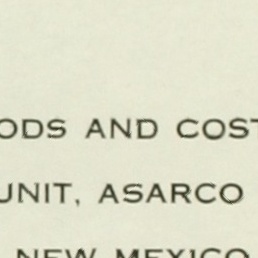 ODS AND COST
UNIT, ASARCO
NEW MEXICO